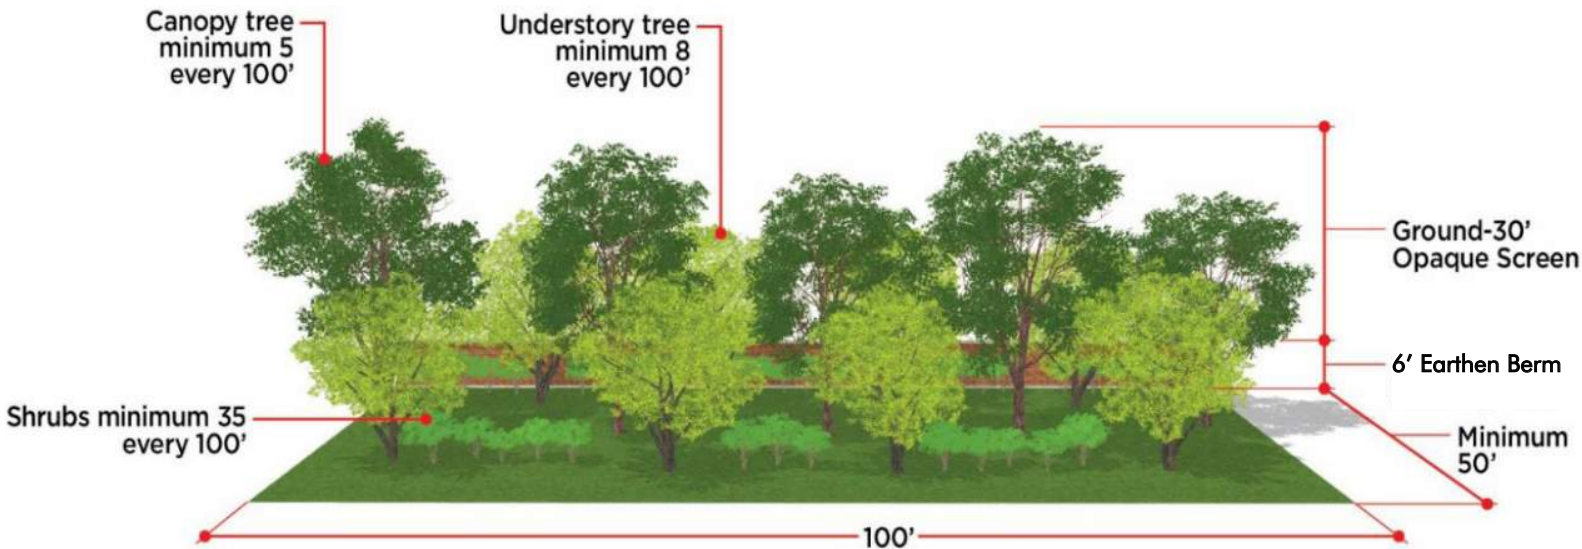 Canopy tree
minimum 5
every 100’
Understory tree
minimum 8
every 100’
Ground-30’
Opaque Screen
6’ Earthen Berm
Shrubs minimum 35
every 100’
Minimum
50’
100’